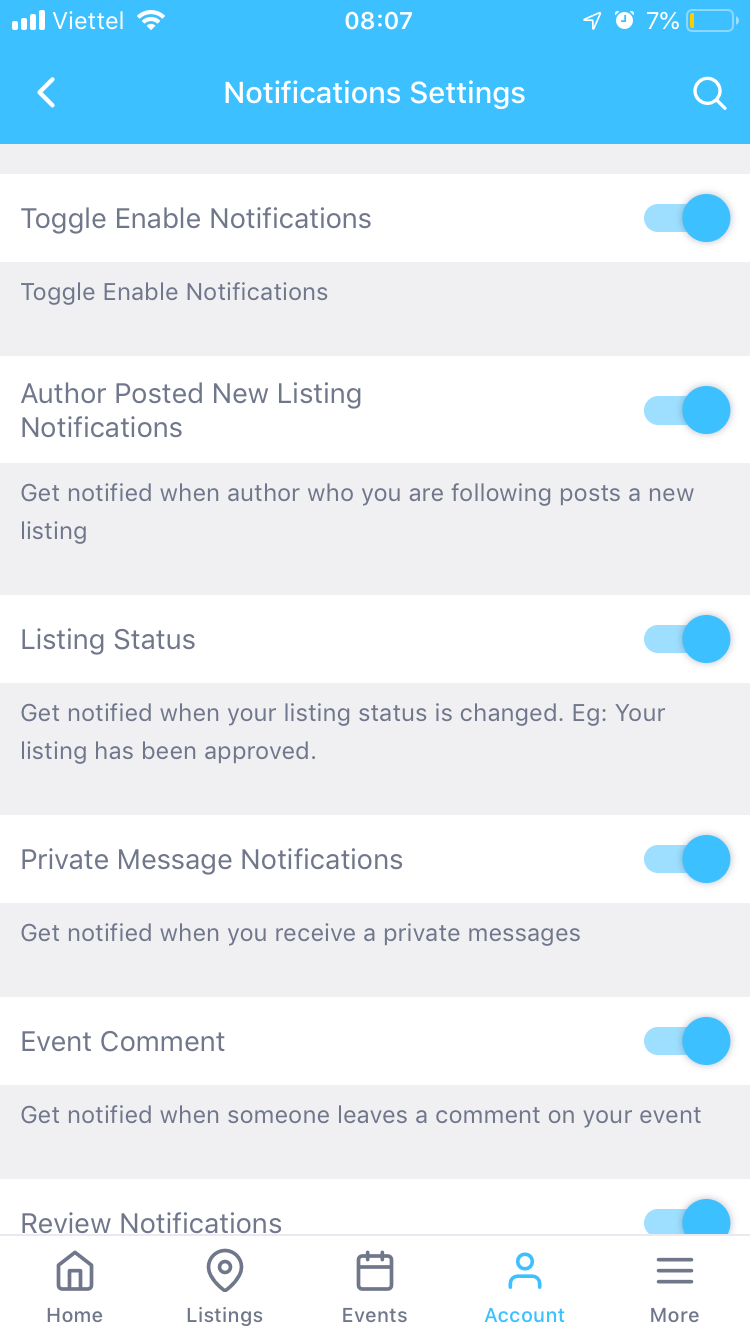 Viettel 08:07 7%
Notifications Settings
Toggle Enable Notifications
Toggle Enable Notifications
Author Posted New Listing
Notifications
Get notified when author who you are following posts a new
listing
Listing Status
Get notified when your listing status is changed. Eg: Your
listing has been approved.
Private Message Notifications
Get notified when you receive a private messages
Event Comment
Get notified when someone leaves a comment on your event
Review Notifications
Home Listings Events Account More